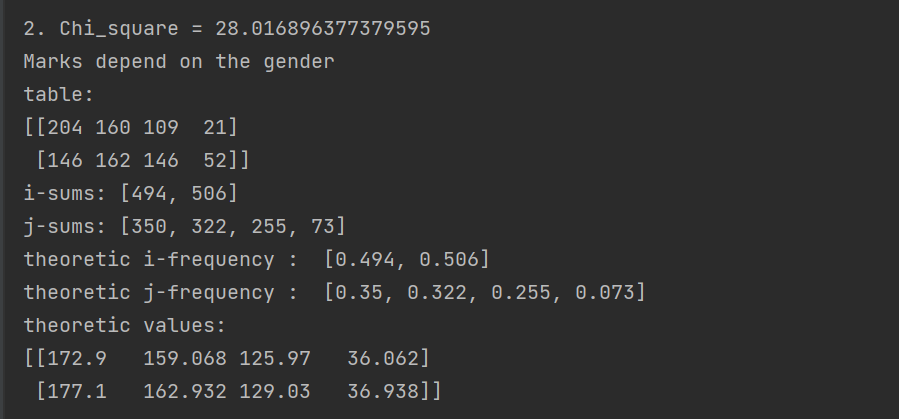 2. Chi_square = 28.016896377379595
Marks depend on the gender
table:
[[204 160 109  21]
 [146 162 146  52]]
i-sums: [494, 506]
j-sums: [350, 322, 255, 73]
theoretic i-frequency :  [0.494, 0.506]
theoretic j-frequency :  [0.35, 0.322, 0.255, 0.073]
theoretic values:
[[172.9   159.068 125.97   36.062]
 [177.1   162.932 129.03   36.938]]